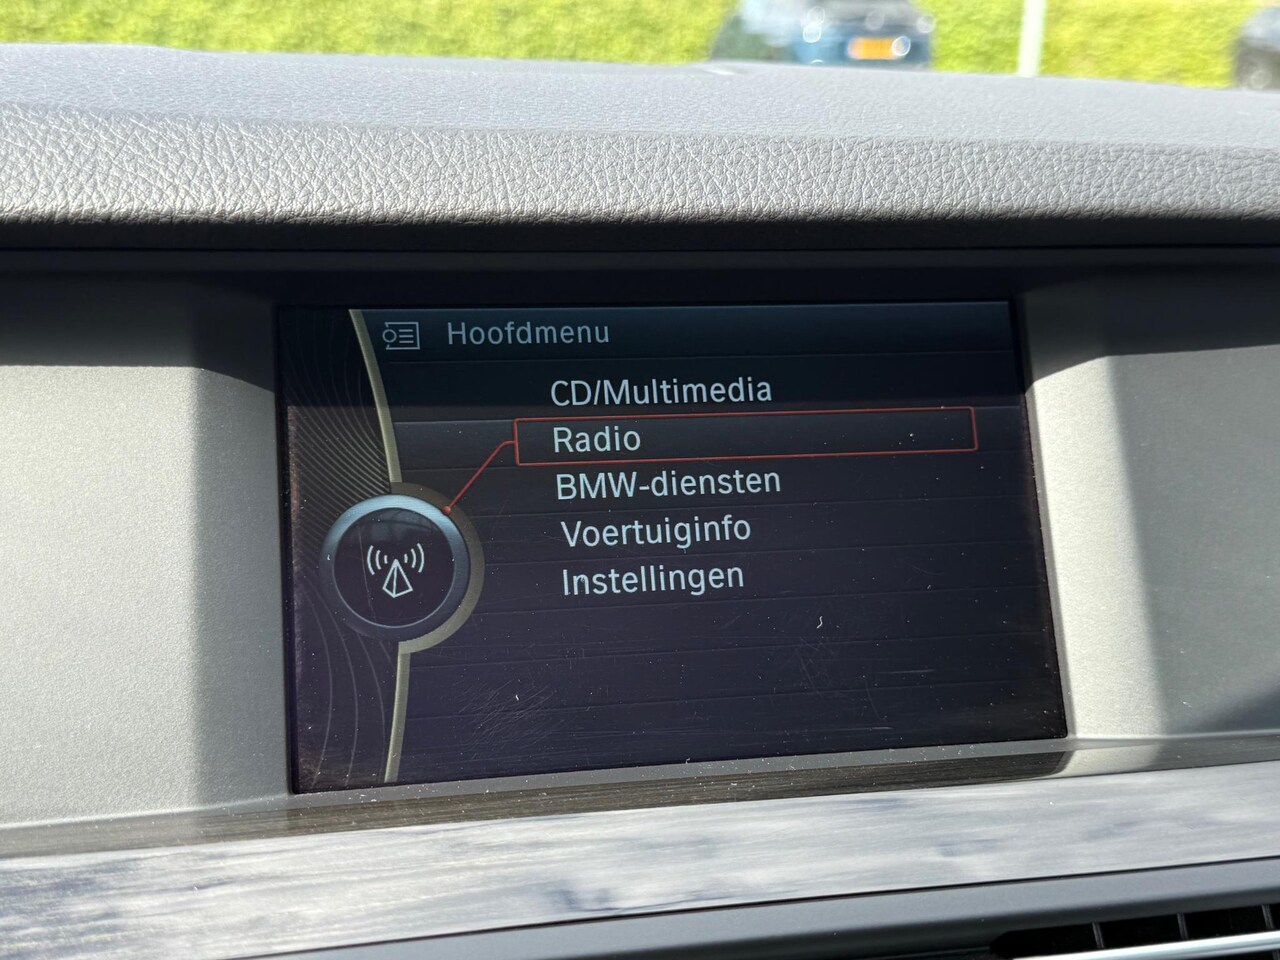 Hoofdmenu
CD/Multimedia
Radio
BMW-diensten
Voertuiginfo
Instellingen